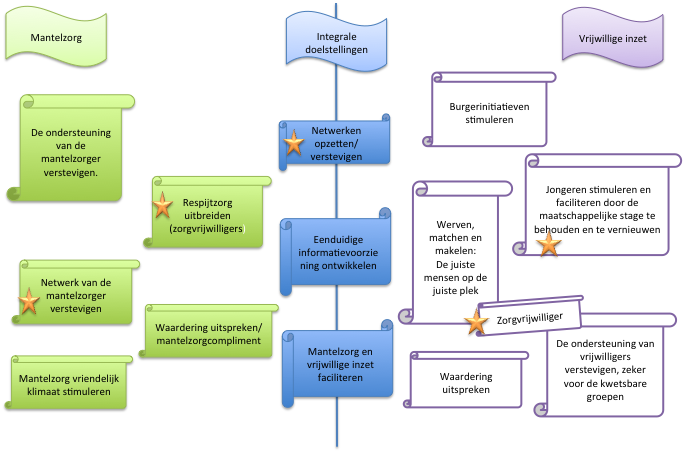 Mantelzorg
De ondersteuning
van de
mantelzorger
verstevigen.
Respijtzorg
uitbreiden
(zorgvrijwilligers)
Netwerk van de
mantelzorger
verstevigen
Waardering uitspreken/
mantelzorgcompliment
Mantelzorg vriendelijk
klimaat stimuleren
Integrale
doelstellingen
Netwerken
opzetten/
verstevigen
Eenduidige
informatievoorzie
ning ontwikkelen
Mantelzorg en
vrijwillige inzet
faciliteren
Vrijwillige inzet
Burgerinitiatieven
stimuleren
Jongeren stimuleren en
faciliteren door de
maatschappelijke stage te
behouden en te vernieuwen
Werven,
matchen en
makelen:
De juiste
mensen op de
juiste plek
Zorgvrijwilliger
De ondersteuning van
vrijwilligers
verstevigen, zeker
voor de kwetsbare
groepen
Waardering
uitspreken